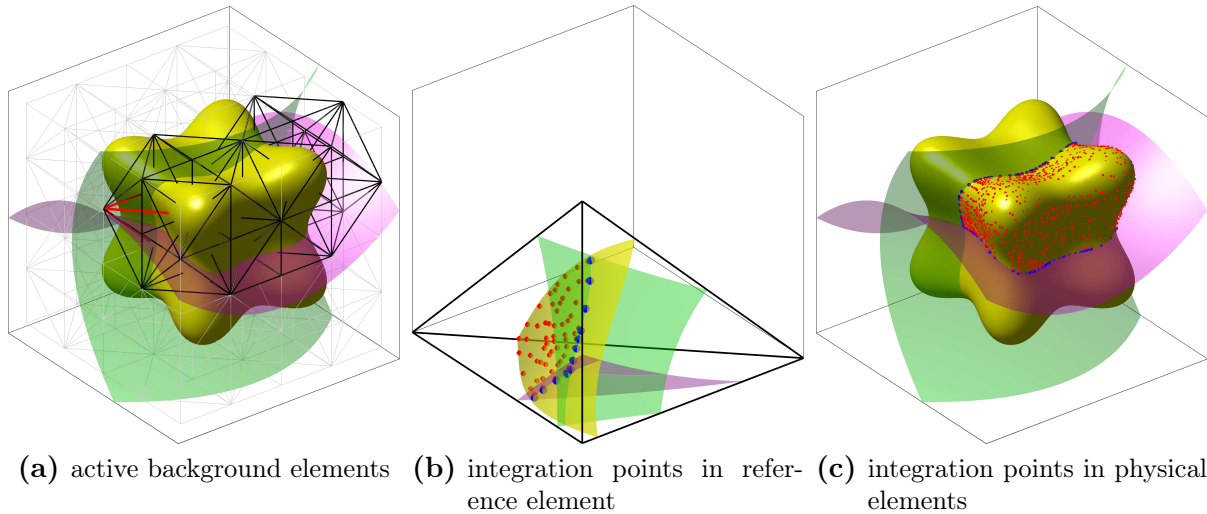 (a) active background elements
(b) integration points in refer-
ence element
(c) integration points in physical
elements